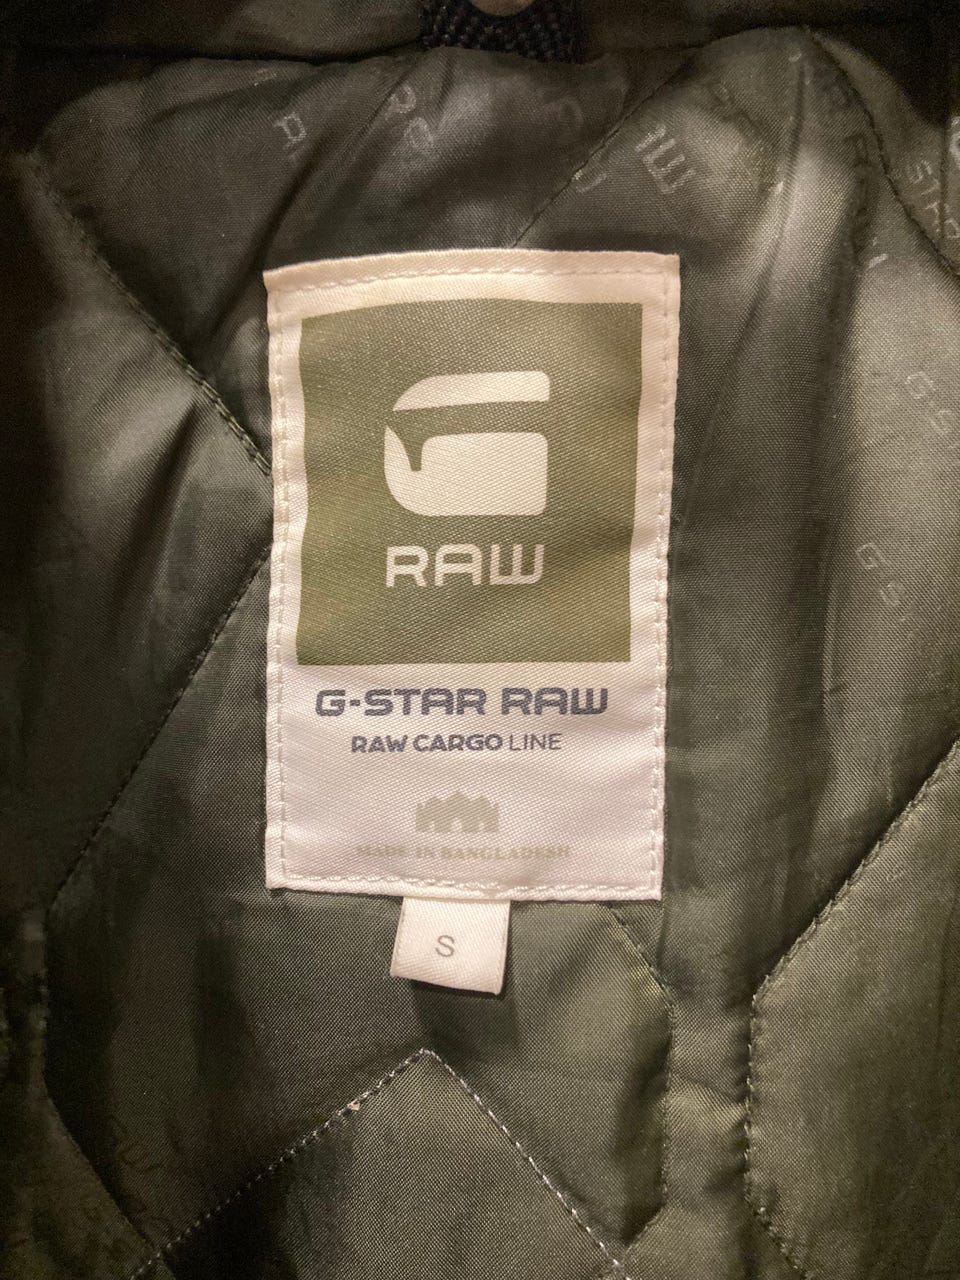 RAW
G-STAR RAW
RAW CARGO LINE
MADE IN BANGLADESH
S